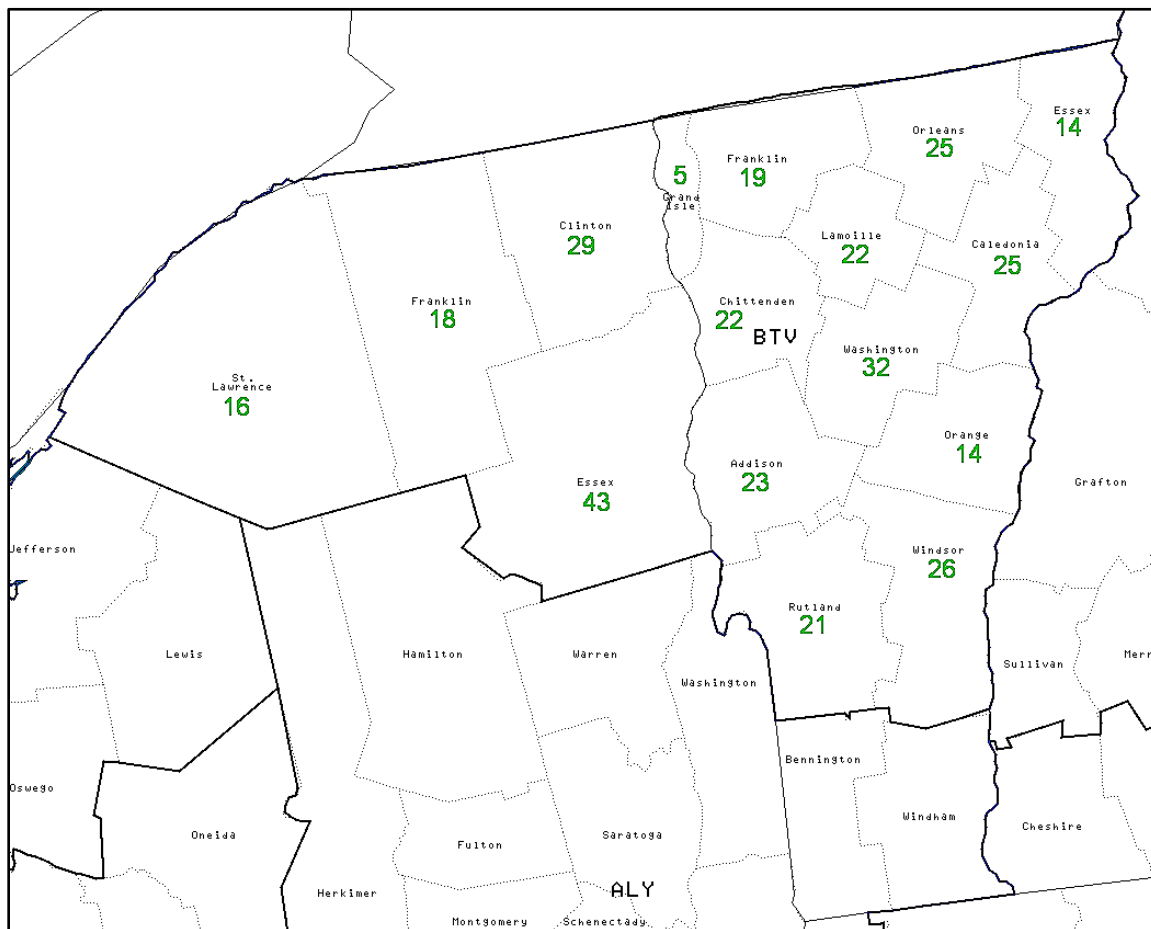 Essex
14
Orleans
25
Franklin
19
5
Grand
Isle
Clinton
29
Lamoille
22
Caledonia
25
Franklin
18
Chittenden
22
BTV
Washington
32
St.
Lawrence
16
Orange
14
Addison
23
Essex
43
Grafton
Jefferson
Windsor
26
Rutland
21
Lewis
Hamilton
Warren
Washington
Sullivan
Merr
Bennington
Oswego
Oneida
Fulton
Saratoga
Windham
Cheshire
Herkimer
ALY
Montgomery
Schenectady